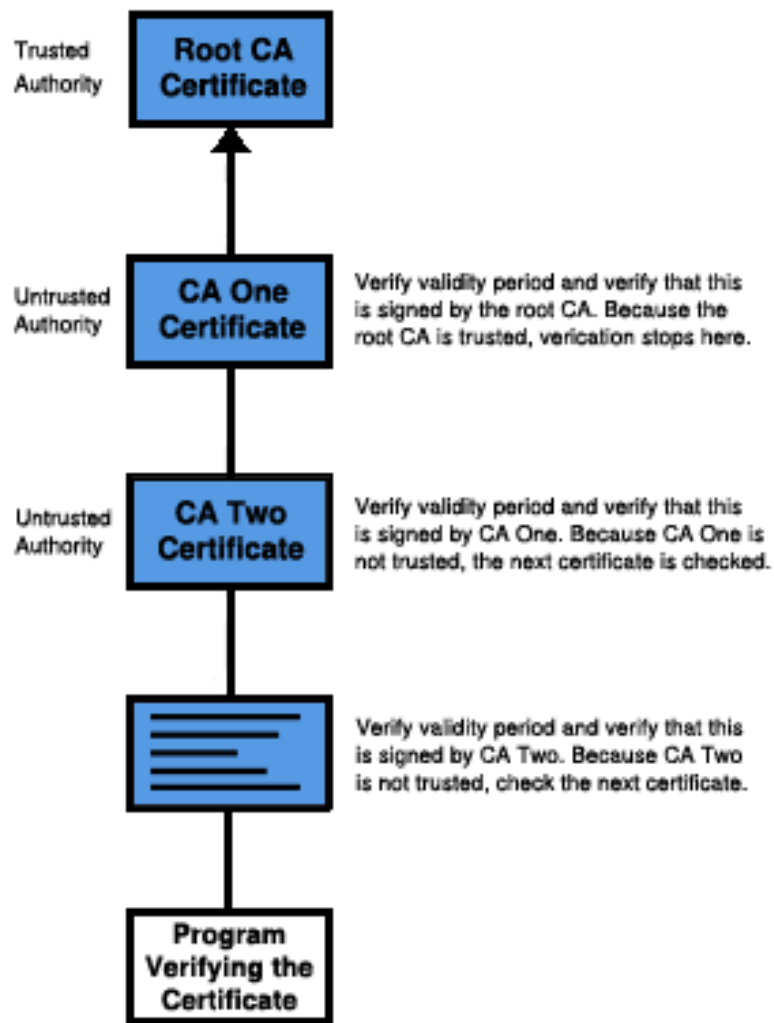 Trusted
Authority
Root CA
Certificate
Untrusted
Authority
CA One
Certificate
Verify validity period and verify that this
is signed by the root CA. Because the
root CA is trusted, verication stops here.
Untrusted
Authority
CA Two
Certificate
Verify validity period and verify that this
is signed by CA One. Because CA One is
not trusted, the next certificate is checked.
Verify validity period and verify that this
is signed by CA Two. Because CA Two
is not trusted, check the next certificate.
Program
Verifying the
Certificate